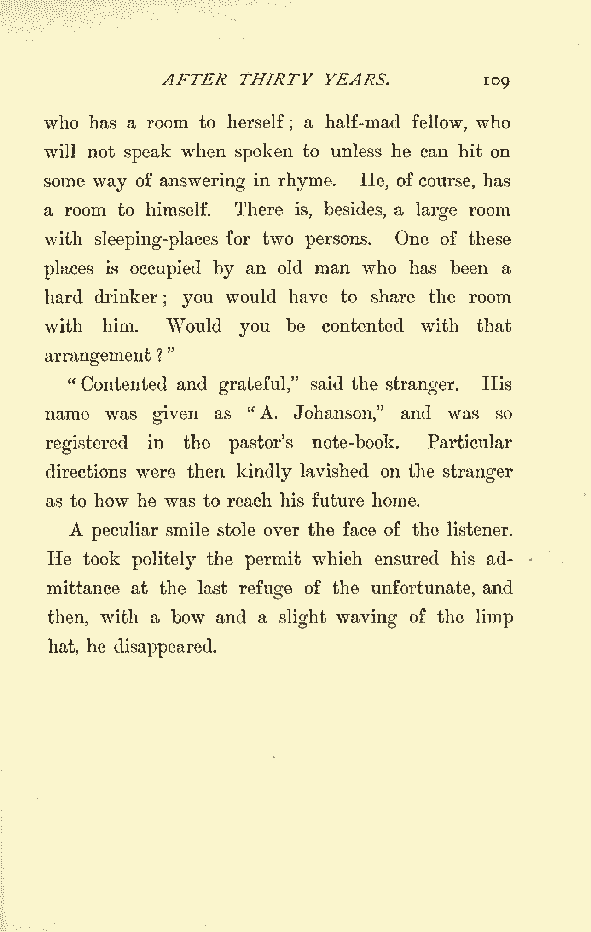 AFTER THIRTY YEARS. 109
who has a room to herself; a half-mad fellow, who
will not speak when spoken to unless he can hit on
some way of answering in rhyme. He, of course, has
a room to himself. There is, besides, a large room
with sleeping-places for two persons. One of these
places is occupied by an old man who has been a
hard drinker; you would have to share the room
with him. Would you be contented with that
arrangement?"
"Contented and grateful," said the stranger. His
name was given as "A. Johanson," and was so
registered in the pastor's note-book. Particular
directions were then kindly lavished on the stranger
as to how he was to reach his future home.
A peculiar smile stole over the face of the listener.
He took politely the permit which ensured his ad-
mittance at the last refuge of the unfortunate, and
then, with a bow and a slight waving of the limp
hat, he disappeared.